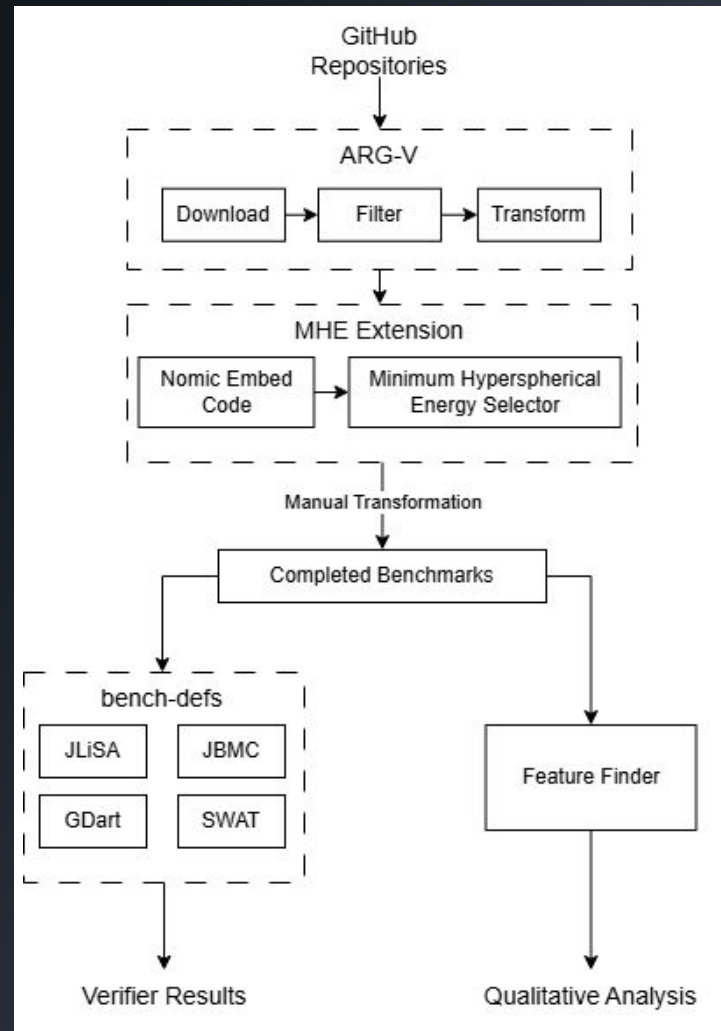 GitHub
Repositories
ARG-V
Download
Filter
Transform
MHE Extension
Nomic Embed
Code
Minimum Hyperspherical
Energy Selector
Manual Transformation
Completed Benchmarks
bench-defs
JLiSA
JBMC
GDart
SWAT
Feature Finder
Verifier Results
Qualitative Analysis